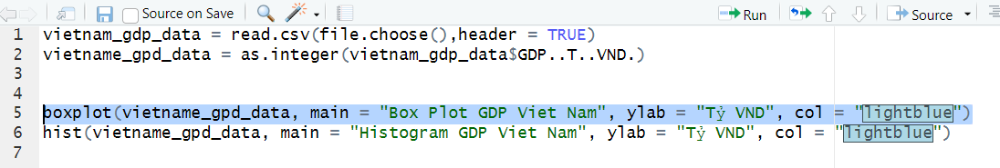 Source on Save Run Source
1 vietnam_gdp_data = read.csv(file.choose(),header = TRUE)
2 vietname_gpd_data = as.integer(vietnam_gdp_data$GDP..T..VND.)
3
4
5 boxplot(vietname_gpd_data, main = "Box Plot GDP Viet Nam", ylab = "Tỷ VND", col = "lightblue")
6 hist(vietname_gpd_data, main = "Histogram GDP Viet Nam", ylab = "Tỷ VND", col = "lightblue")
7